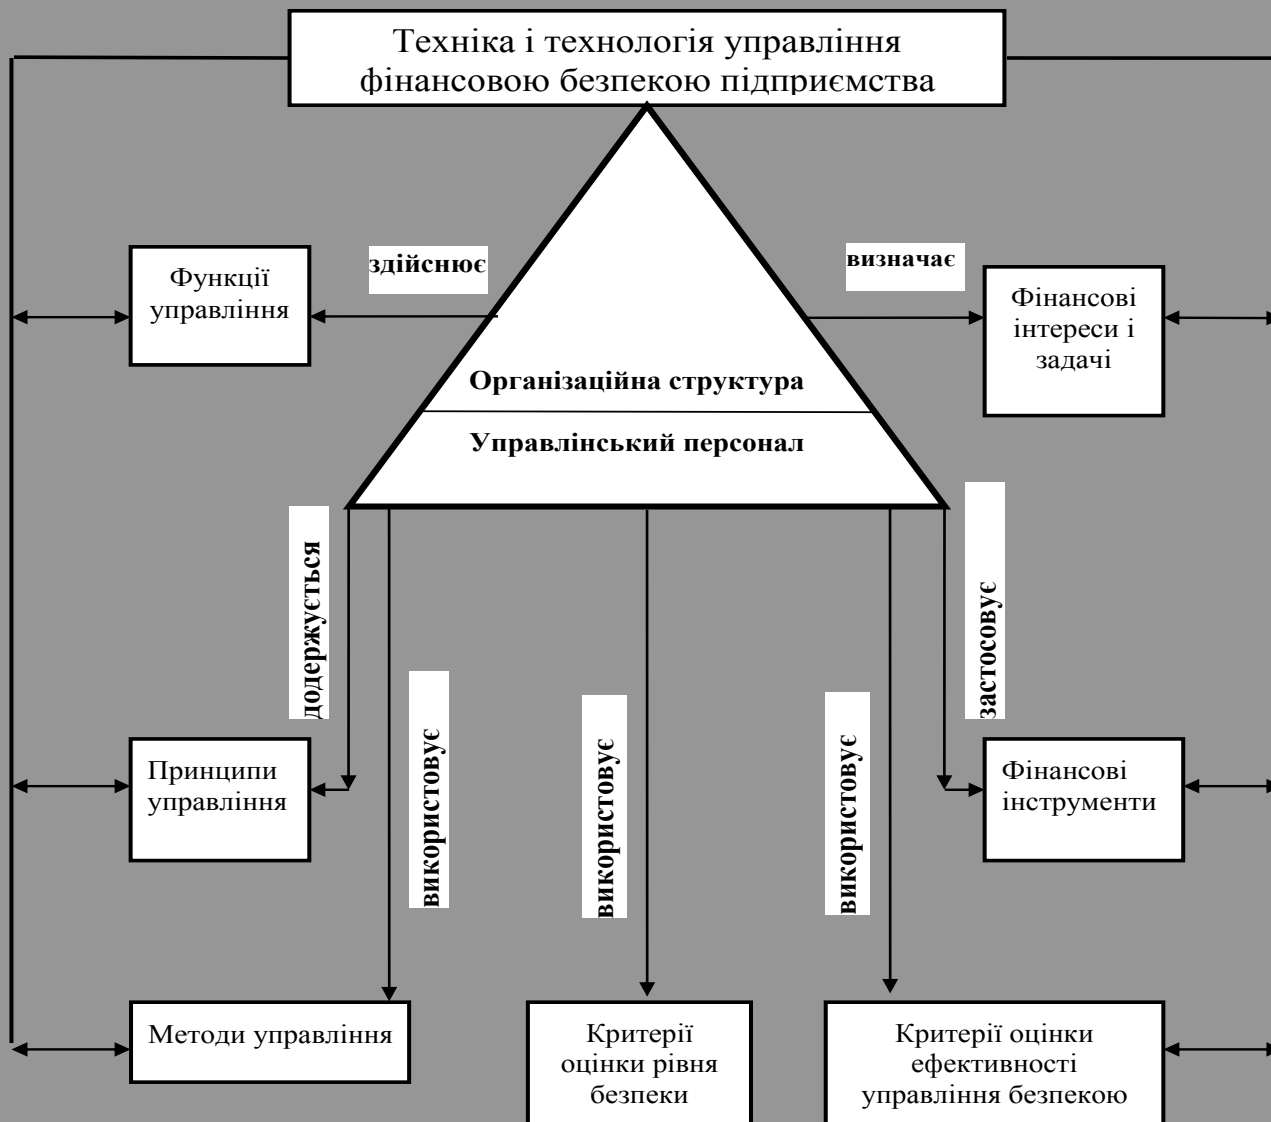 Техніка і технологія управління
фінансовою безпекою підприємства
здійснює
визначає
Функції
управління
Фінансові
інтереси і
задачі
Організаційна структура
Управлінський персонал
додержується
використовує
використовує
використовує
застосовує
Принципи
управління
Фінансові
інструменти
Методи управління
Критерії
оцінки рівня
безпеки
Критерії оцінки
ефективності
управління безпекою